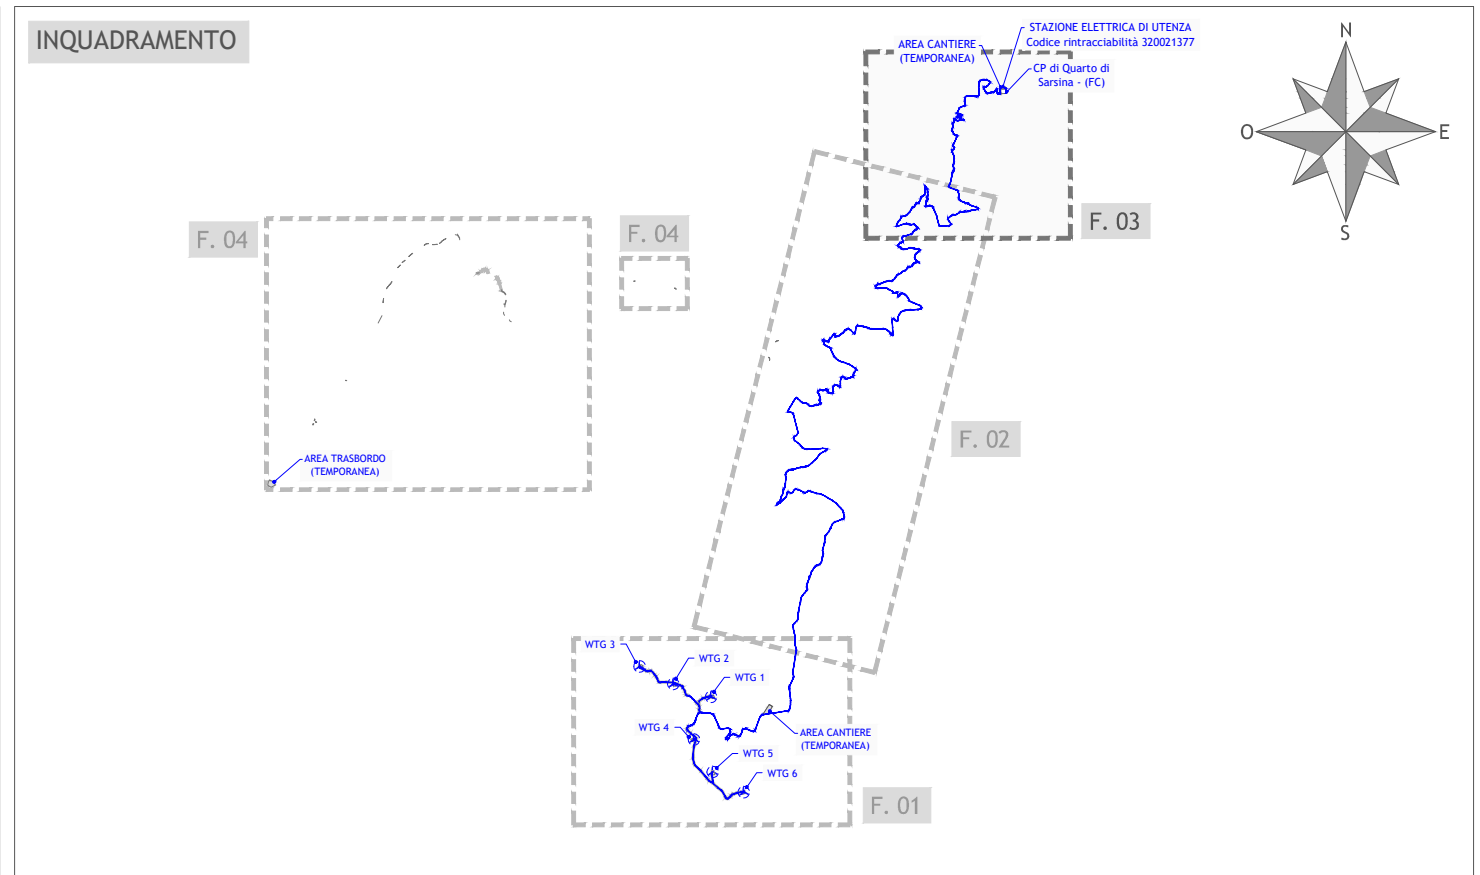 INQUADRAMENTO
STAZIONE ELETTRICA DI UTENZA
Codice rintracciabilità 320021377
AREA CANTIERE
(TEMPORANEA)
CP di Quarto di
Sarsina - (FC)
N
O
E
S
F. 03
F. 04
F. 04
F. 02
AREA TRASBORDO
(TEMPORANEA)
WTG 3
WTG 2
WTG 1
WTG 4
AREA CANTIERE
(TEMPORANEA)
WTG 5
WTG 6
F. 01